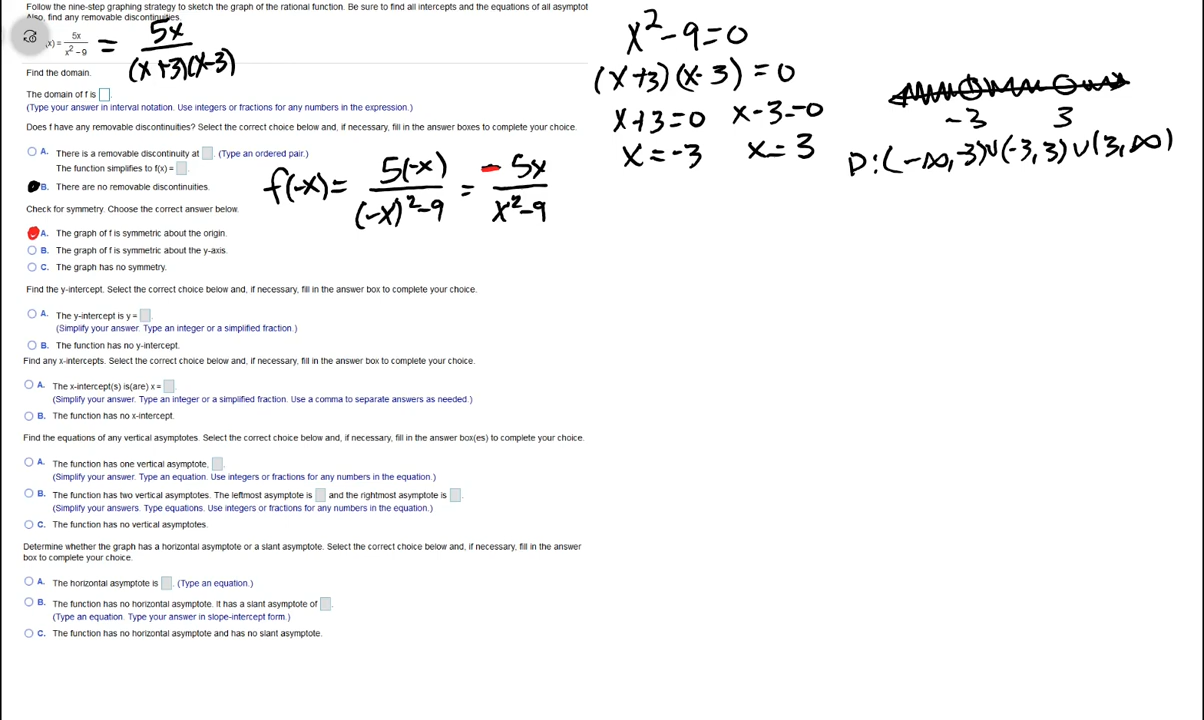 Follow the nine-step graphing strategy to sketch the graph of the rational function. Be sure to find all intercepts and the equations of all asymptot
Also, find any removable discontinuities.
(x) = 5x / x² − 9 = 5x / (x+3)(x-3)
Find the domain.
The domain of f is
(Type your answer in interval notation. Use integers or fractions for any numbers in the expression.)
Does f have any removable discontinuities? Select the correct choice below and, if necessary, fill in the answer boxes to complete your choice.
A. There is a removable discontinuity at . (Type an ordered pair.)
The function simplifies to f(x) = .
B. There are no removable discontinuities.
Check for symmetry. Choose the correct answer below.
A. The graph of f is symmetric about the origin.
B. The graph of f is symmetric about the y-axis.
C. The graph has no symmetry.
Find the y-intercept. Select the correct choice below and, if necessary, fill in the answer box to complete your choice.
A. The y-intercept is y = .
(Simplify your answer. Type an integer or a simplified fraction.)
B. The function has no y-intercept.
Find any x-intercepts. Select the correct choice below and, if necessary, fill in the answer box to complete your choice.
A. The x-intercept(s) is(are) x = .
(Simplify your answer. Type an integer or a simplified fraction. Use a comma to separate answers as needed.)
B. The function has no x-intercept.
Find the equations of any vertical asymptotes. Select the correct choice below and, if necessary, fill in the answer box(es) to complete your choice.
A. The function has one vertical asymptote, .
(Simplify your answer. Type an equation. Use integers or fractions for any numbers in the equation.)
B. The function has two vertical asymptotes. The leftmost asymptote is and the rightmost asymptote is .
(Simplify your answers. Type equations. Use integers or fractions for any numbers in the equation.)
C. The function has no vertical asymptotes.
Determine whether the graph has a horizontal asymptote or a slant asymptote. Select the correct choice below and, if necessary, fill in the answer
box to complete your choice.
A. The horizontal asymptote is . (Type an equation.)
B. The function has no horizontal asymptote. It has a slant asymptote of .
(Type an equation. Type your answer in slope-intercept form.)
C. The function has no horizontal asymptote and has no slant asymptote.
f(-x) = 5(-x) / (-x)²-9 = - 5x / x²-9
x²-9=0
(x+3)(x-3)=0
x+3=0 x-3=0
x=-3 x=3
-3 3
D:(-∞,-3)∪(-3,3)∪(3,∞)